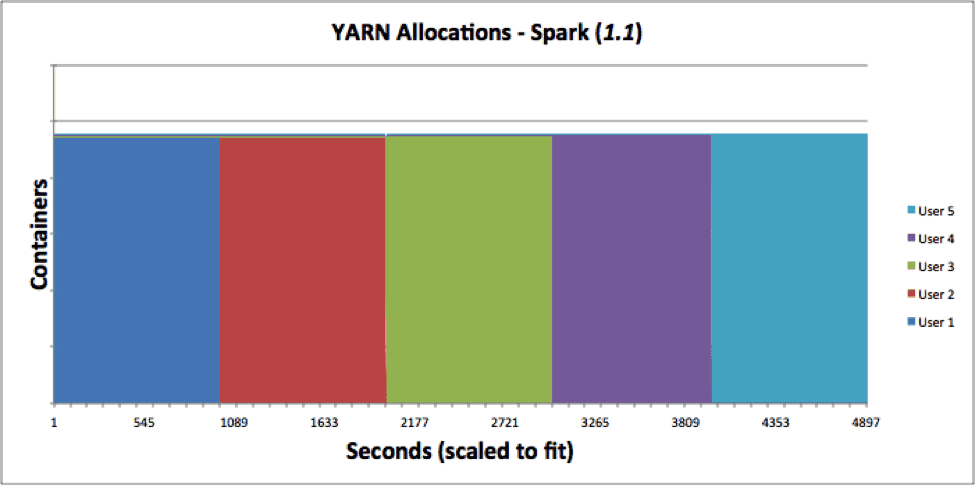 YARN Allocations - Spark (1.1)
Containers
User 5
User 4
User 3
User 2
User 1
1 545 1089 1633 2177 2721 3265 3809 4353 4897
Seconds (scaled to fit)